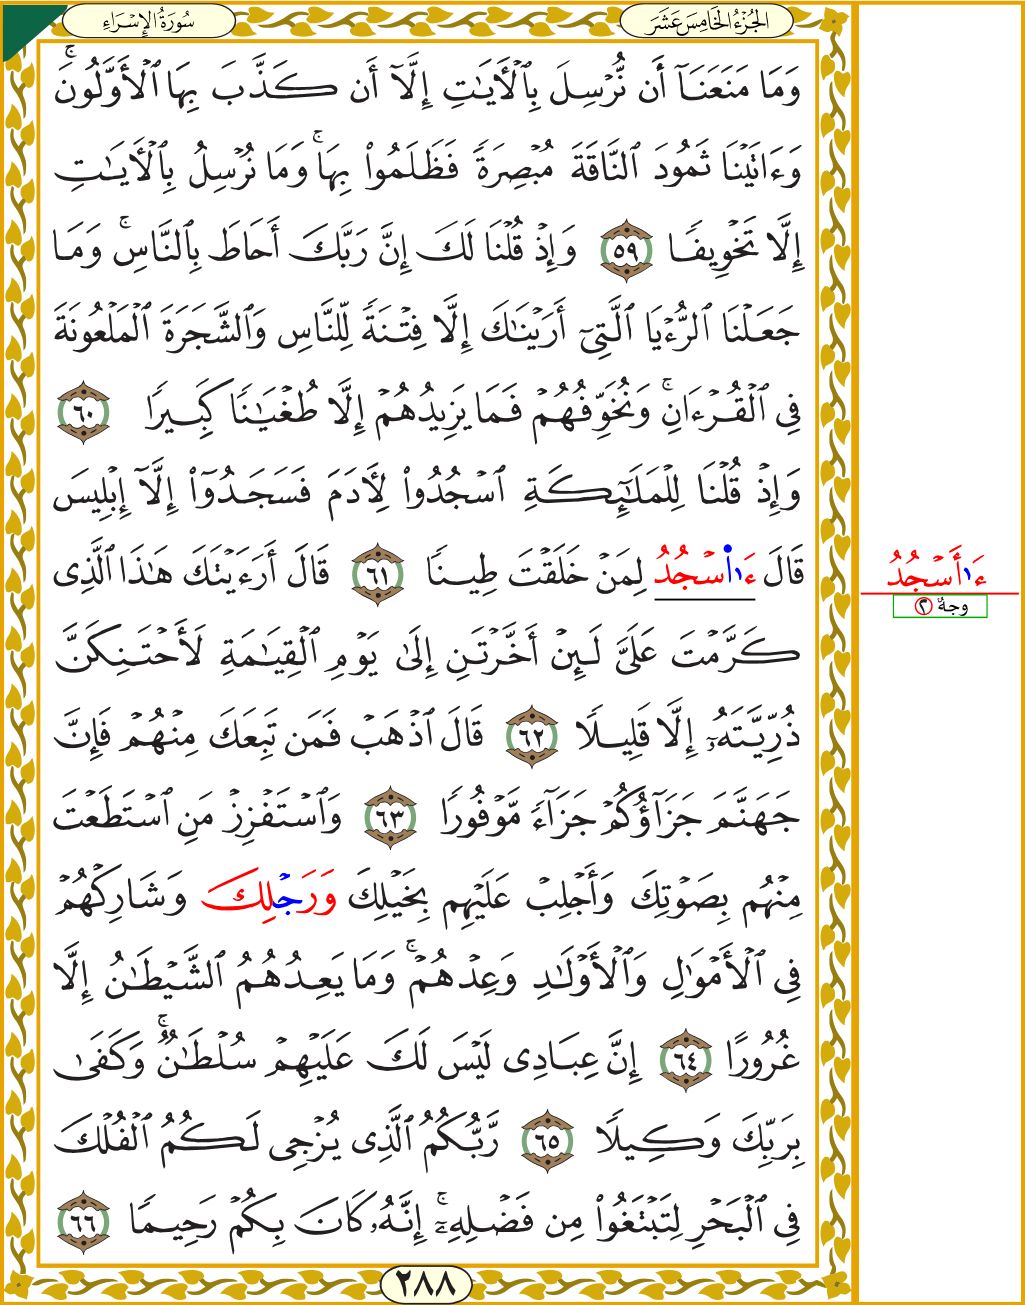 سُورَةُ الإِسْرَاءِ
الجُزْءُ الخَامِسَ عَشَرَ
وَمَا مَنَعَنَآ أَن نُّرْسِلَ بِٱلْأَيَٰتِ إِلَّآ أَن كَذَّبَ بِهَا ٱلْأَوَّلُونَۚ
وَءَاتَيْنَا ثَمُودَ ٱلنَّاقَةَ مُبْصِرَةً فَظَلَمُوا۟ بِهَاۚ وَمَا نُرْسِلُ بِٱلْأَيَٰتِ
إِلَّا تَخْوِيفًا ٥٩ وَإِذْ قُلْنَا لَكَ إِنَّ رَبَّكَ أَحَاطَ بِٱلنَّاسِۚ وَمَا
جَعَلْنَا ٱلرُّءْيَا ٱلَّتِىٓ أَرَيْنَٰكَ إِلَّا فِتْنَةً لِّلنَّاسِ وَٱلشَّجَرَةَ ٱلْمَلْعُونَةَ
فِى ٱلْقُرْءَانِۚ وَنُخَوِّفُهُمْ فَمَا يَزِيدُهُمْ إِلَّا طُغْيَٰنًا كَبِيرًا ٦٠
وَإِذْ قُلْنَا لِلْمَلَٰٓئِكَةِ ٱسْجُدُوا۟ لِأَدَمَ فَسَجَدُوٓا۟ إِلَّآ إِبْلِيسَ
قَالَ ءَا۬سْجُدُ لِمَنْ خَلَقْتَ طِينًا ٦١ قَالَ أَرَءَيْتَكَ هَٰذَا ٱلَّذِى
كَرَّمْتَ عَلَىَّ لَئِنْ أَخَّرْتَنِ إِلَىٰ يَوْمِ ٱلْقِيَٰمَةِ لَأَحْتَنِكَنَّ
ذُرِّيَّتَهُۥٓ إِلَّا قَلِيلًا ٦٢ قَالَ ٱذْهَبْ فَمَن تَبِعَكَ مِنْهُمْ فَإِنَّ
جَهَنَّمَ جَزَآؤُكُمْ جَزَآءً مَّوْفُورًا ٦٣ وَٱسْتَفْزِزْ مَنِ ٱسْتَطَعْتَ
مِنْهُم بِصَوْتِكَ وَأَجْلِبْ عَلَيْهِم بِخَيْلِكَ وَرَجْلِكَ وَشَارِكْهُمْ
فِى ٱلْأَمْوَٰلِ وَٱلْأَوْلَٰدِ وَعِدْهُمْۚ وَمَا يَعِدُهُمُ ٱلشَّيْطَٰنُ إِلَّا
غُرُورًا ٦٤ إِنَّ عِبَادِى لَيْسَ لَكَ عَلَيْهِمْ سُلْطَٰنٌۚ وَكَفَىٰ
بِرَبِّكَ وَكِيلًا ٦٥ رَّبُّكُمُ ٱلَّذِى يُزْجِى لَكُمُ ٱلْفُلْكَ
فِى ٱلْبَحْرِ لِتَبْتَغُوا۟ مِن فَضْلِهِۦٓۚ إِنَّهُۥ كَانَ بِكُمْ رَحِيمًا ٦٦
٢٨٨
ءَا۬أَسْجُدُ
وجهٌ ٢